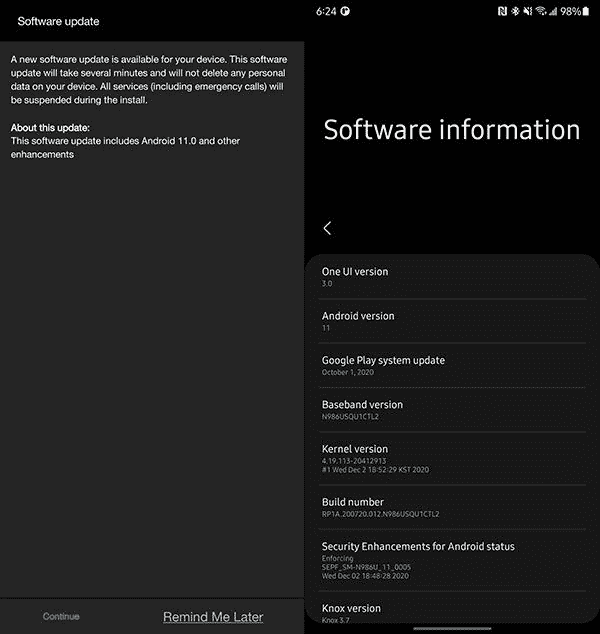 Software update
A new software update is available for your device. This software
update will take several minutes and will not delete any personal
data on your device. All services (including emergency calls) will
be suspended during the install.
About this update:
This software update includes Android 11.0 and other
enhancements
Continue
Remind Me Later
6:24
98%
Software information
One UI version
3.0
Android version
11
Google Play system update
October 1, 2020
Baseband version
N986USQU1CTL2
Kernel version
4.19.113-20412913
#1 Wed Dec 2 18:52:29 KST 2020
Build number
RP1A.200720.012.N986USQU1CTL2
Security Enhancements for Android status
Enforcing
SEPF_SM-N986U_11_0005
Wed Dec 02 18:48:28 2020
Knox version
Knox 3.7